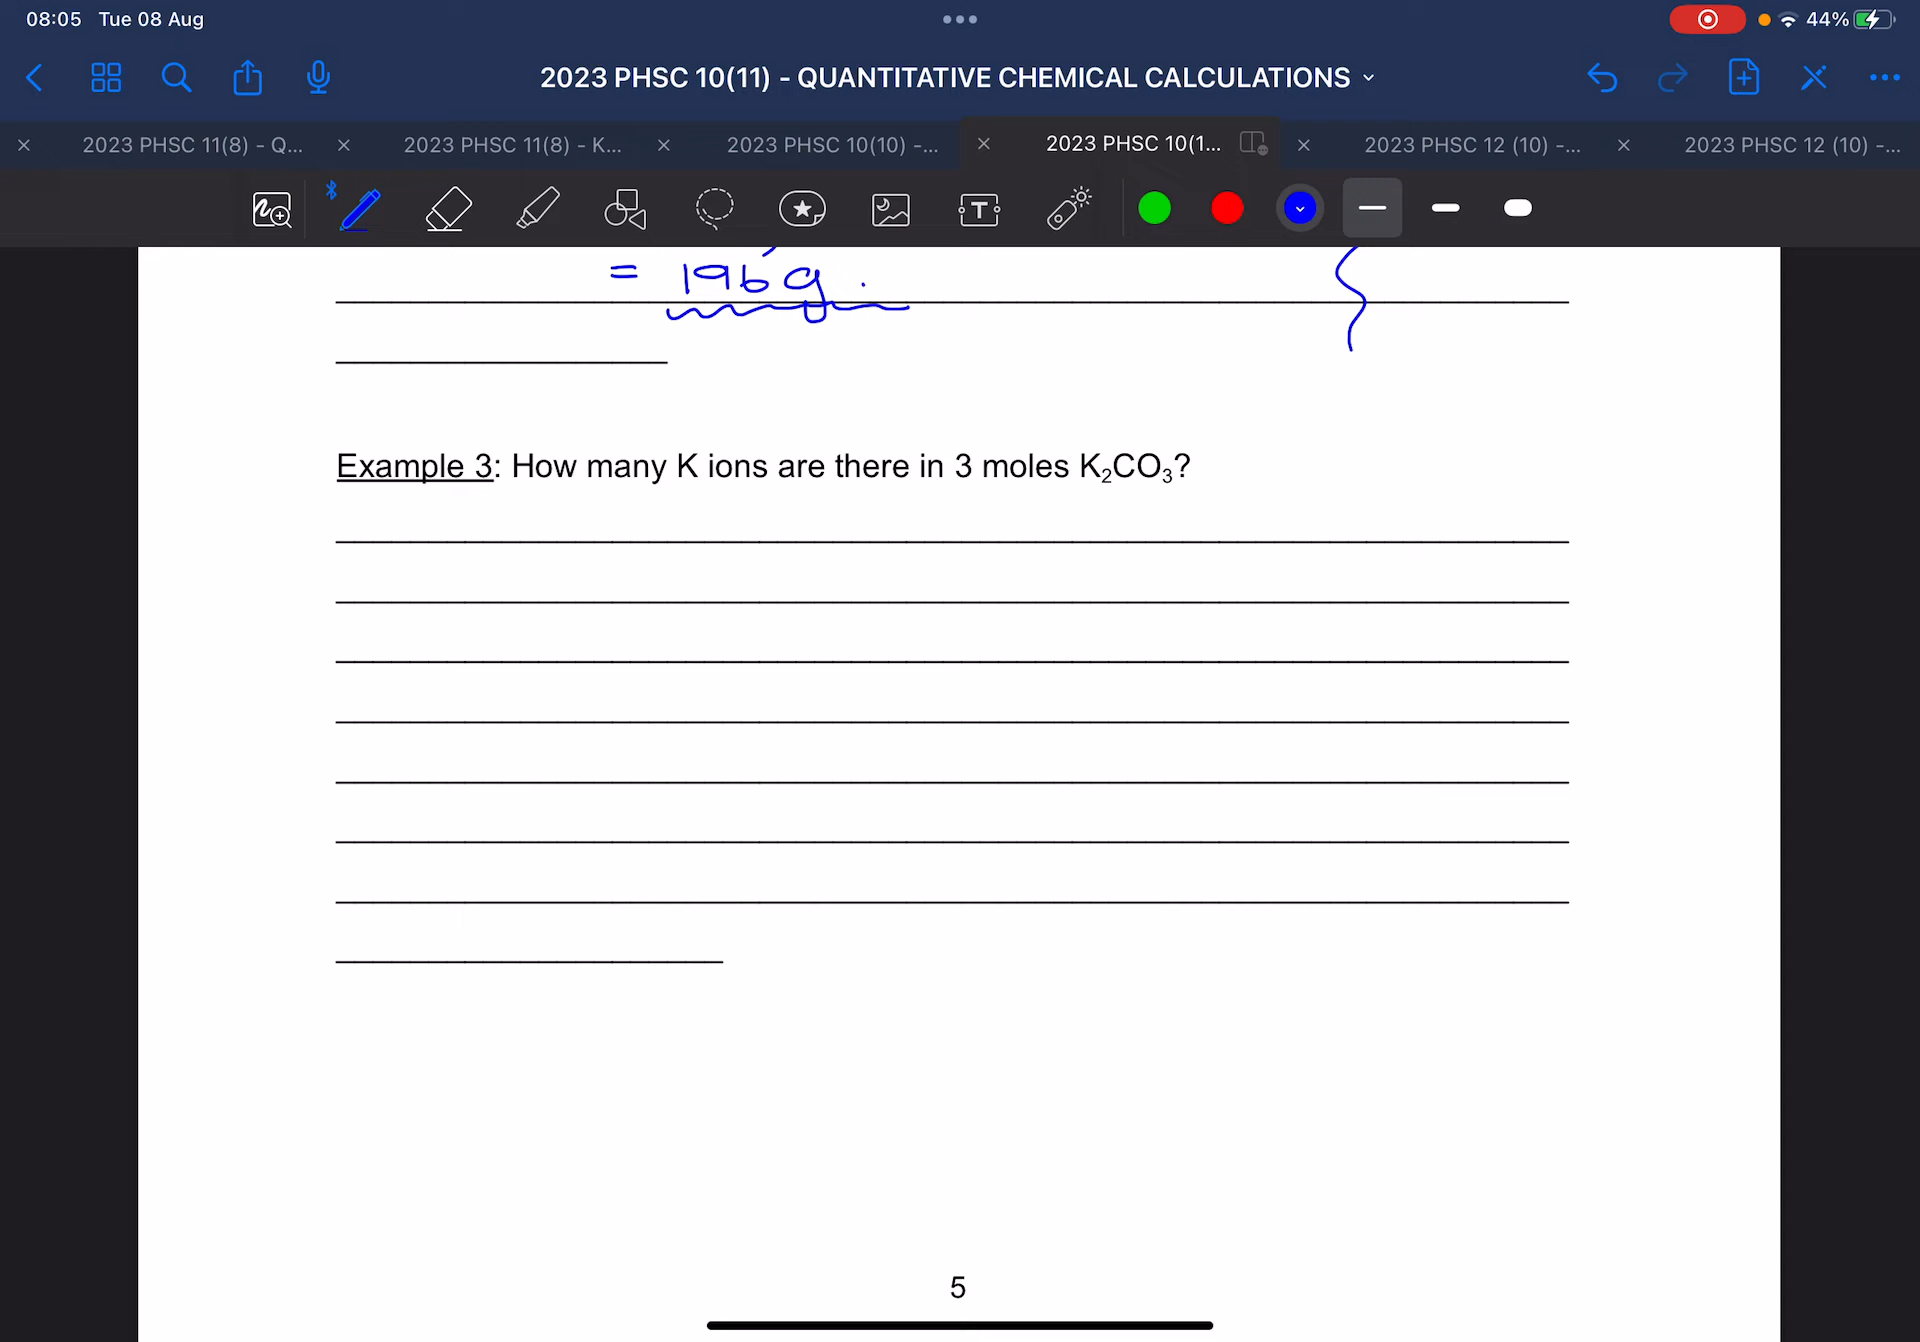 08:05 Tue 08 Aug
44%
2023 PHSC 10(11) - QUANTITATIVE CHEMICAL CALCULATIONS
2023 PHSC 11(8) - Q... 2023 PHSC 11(8) - K... 2023 PHSC 10(10) -... 2023 PHSC 10(1... 2023 PHSC 12 (10) -... 2023 PHSC 12 (10) -...
T
= 196 g.
Example 3: How many K ions are there in 3 moles K₂CO₃?
5